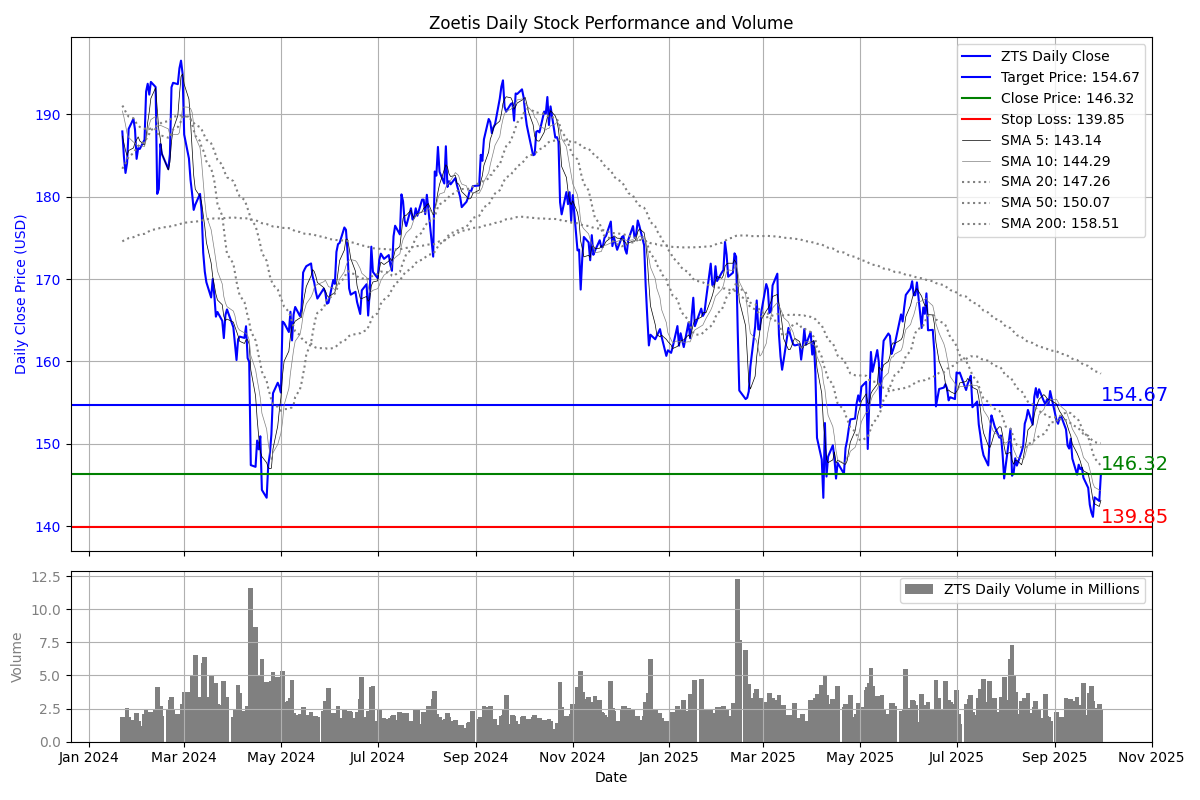 Zoetis Daily Stock Performance and Volume
Daily Close Price (USD)
190
180
170
160
150
140
ZTS Daily Close
Target Price: 154.67
Close Price: 146.32
Stop Loss: 139.85
SMA 5: 143.14
SMA 10: 144.29
SMA 20: 147.26
SMA 50: 150.07
SMA 200: 158.51
154.67
146.32
139.85
Volume
12.5
10.0
7.5
5.0
2.5
0.0
ZTS Daily Volume in Millions
Jan 2024 Mar 2024 May 2024 Jul 2024 Sep 2024 Nov 2024 Jan 2025 Mar 2025 May 2025 Jul 2025 Sep 2025 Nov 2025
Date